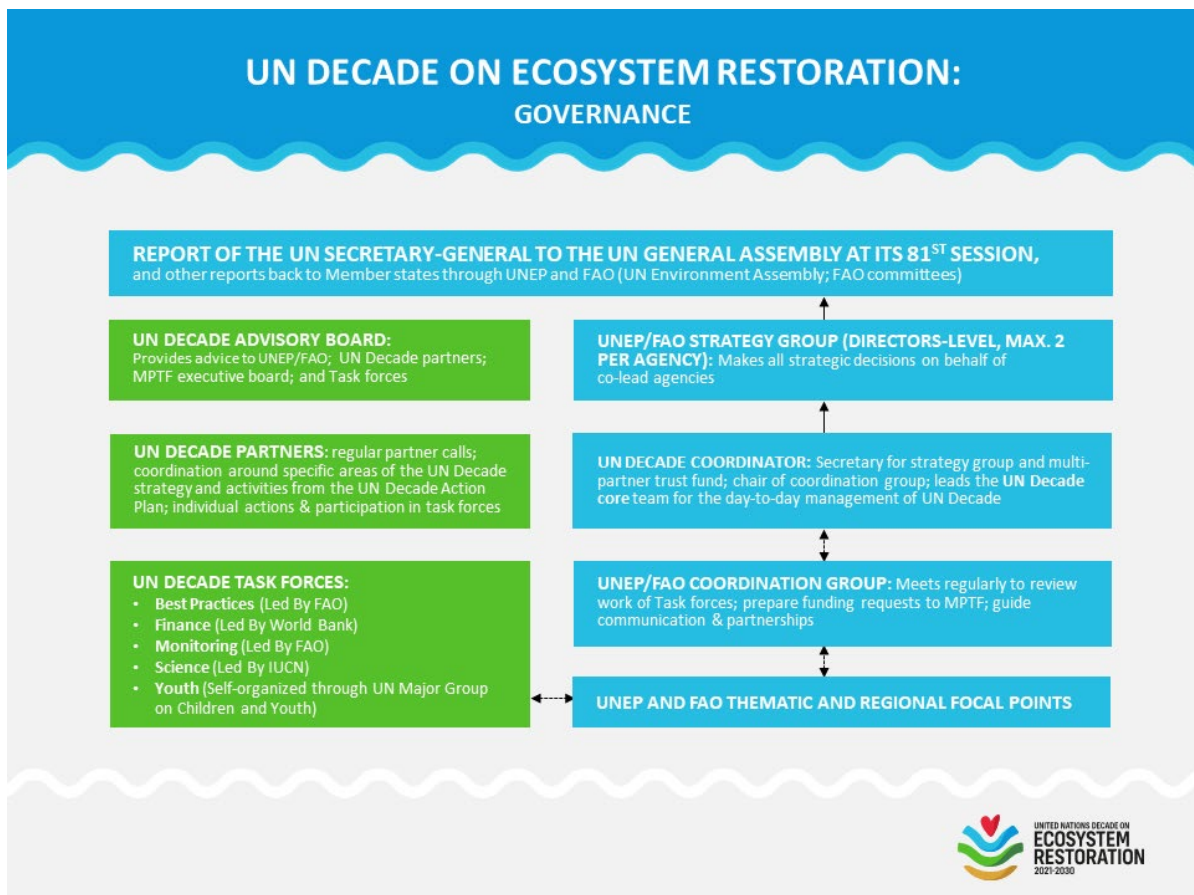 UN DECADE ON ECOSYSTEM RESTORATION:
GOVERNANCE
REPORT OF THE UN SECRETARY-GENERAL TO THE UN GENERAL ASSEMBLY AT ITS 81ST SESSION,
and other reports back to Member states through UNEP and FAO (UN Environment Assembly; FAO committees)
UN DECADE ADVISORY BOARD:
Provides advice to UNEP/FAO; UN Decade partners;
MPTF executive board; and Task forces
UNEP/FAO STRATEGY GROUP (DIRECTORS-LEVEL, MAX. 2
PER AGENCY): Makes all strategic decisions on behalf of
co-lead agencies
UN DECADE PARTNERS: regular partner calls;
coordination around specific areas of the UN Decade
strategy and activities from the UN Decade Action
Plan; individual actions & participation in task forces
UN DECADE COORDINATOR: Secretary for strategy group and multi-
partner trust fund; chair of coordination group; leads the UN Decade
core team for the day-to-day management of UN Decade
UN DECADE TASK FORCES:
• Best Practices (Led By FAO)
• Finance (Led By World Bank)
• Monitoring (Led By FAO)
• Science (Led By IUCN)
• Youth (Self-organized through UN Major Group
on Children and Youth)
UNEP/FAO COORDINATION GROUP: Meets regularly to review
work of Task forces; prepare funding requests to MPTF; guide
communication & partnerships
UNEP AND FAO THEMATIC AND REGIONAL FOCAL POINTS
UNITED NATIONS DECADE ON
ECOSYSTEM
RESTORATION
2021-2030